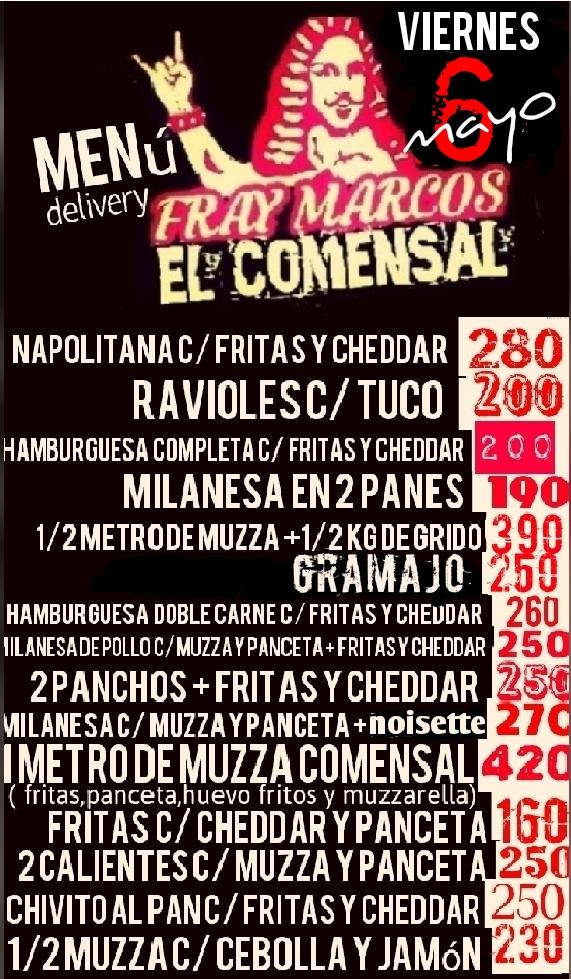 VIERNES
6
mayo
MENú
delivery
FRAY MARCOS
EL COMENSAL
NAPOLITANA C/ FRITAS Y CHEDDAR 280
RAVIOLES C/ TUCO 200
HAMBURGUESA COMPLETA C/ FRITAS Y CHEDDAR 200
MILANESA EN 2 PANES 190
1/2 METRO DE MUZZA +1/2 KG DE GRIDO 390
GRAMAJO 250
HAMBURGUESA DOBLE CARNE C/ FRITAS Y CHEDDAR 260
MILANESA DE POLLO C/ MUZZA Y PANCETA + FRITAS Y CHEDDAR 250
2 PANCHOS + FRITAS Y CHEDDAR 250
MILANESA C/ MUZZA Y PANCETA + noisette 270
1 METRO DE MUZZA COMENSAL 420
( fritas,panceta,huevo fritos y muzzarella)
FRITAS C/ CHEDDAR Y PANCETA 160
2 CALIENTES C/ MUZZA Y PANCETA 250
CHIVITO AL PAN C/ FRITAS Y CHEDDAR 250
1/2 MUZZA C/ CEBOLLA Y JAMóN 230